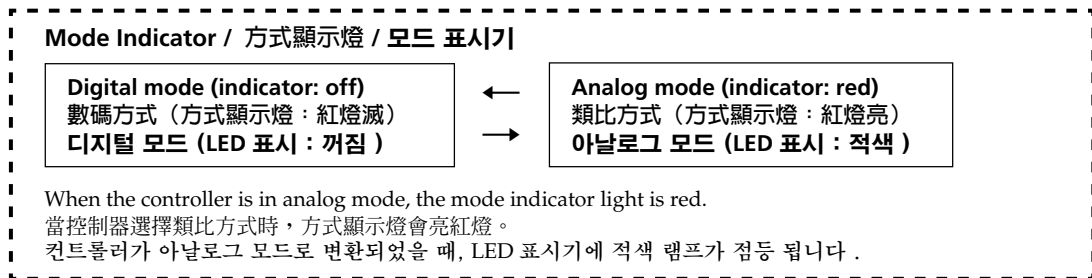 Mode Indicator / 方式顯示燈 / 모드 표시기
Digital mode (indicator: off)
數碼方式（方式顯示燈：紅燈滅）
디지털 모드 (LED 표시 : 꺼짐 )
← →
Analog mode (indicator: red)
類比方式（方式顯示燈：紅燈亮）
아날로그 모드 (LED 표시 : 적색 )
When the controller is in analog mode, the mode indicator light is red.
當控制器選擇類比方式時，方式顯示燈會亮紅燈。
컨트롤러가 아날로그 모드로 변환되었을 때, LED 표시기에 적색 램프가 점등 됩니다 .